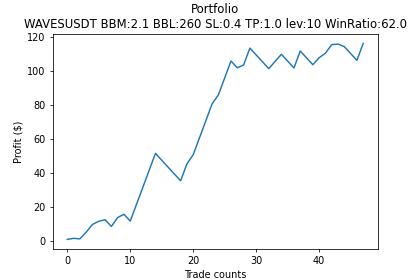 Portfolio
WAVESUSDT BBM:2.1 BBL:260 SL:0.4 TP:1.0 lev:10 WinRatio:62.0
120
100
80
60
40
20
0
Profit ($)
0 10 20 30 40
Trade counts